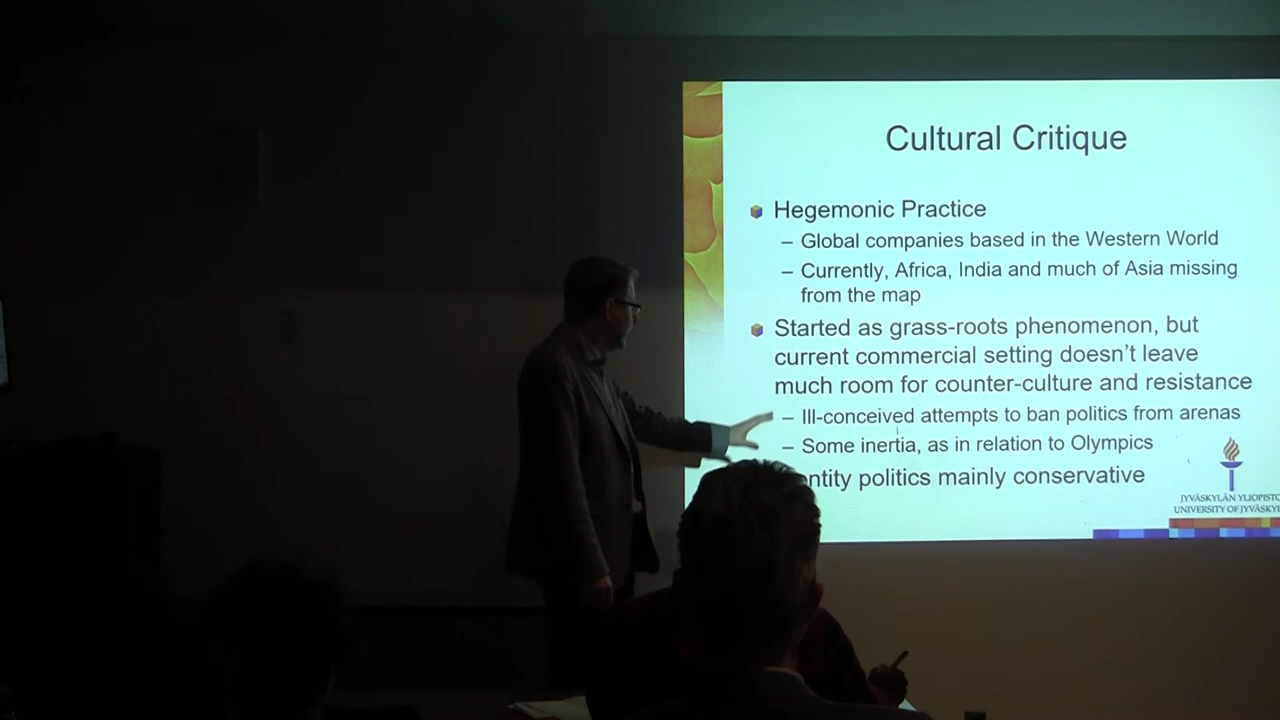 Cultural Critique
Hegemonic Practice
– Global companies based in the Western World
– Currently, Africa, India and much of Asia missing
from the map
Started as grass-roots phenomenon, but
current commercial setting doesn't leave
much room for counter-culture and resistance
– Ill-conceived attempts to ban politics from arenas
– Some inertia, as in relation to Olympics
politics mainly conservative
JYVÄSKYLÄN YLIOPISTO
UNIVERSITY OF